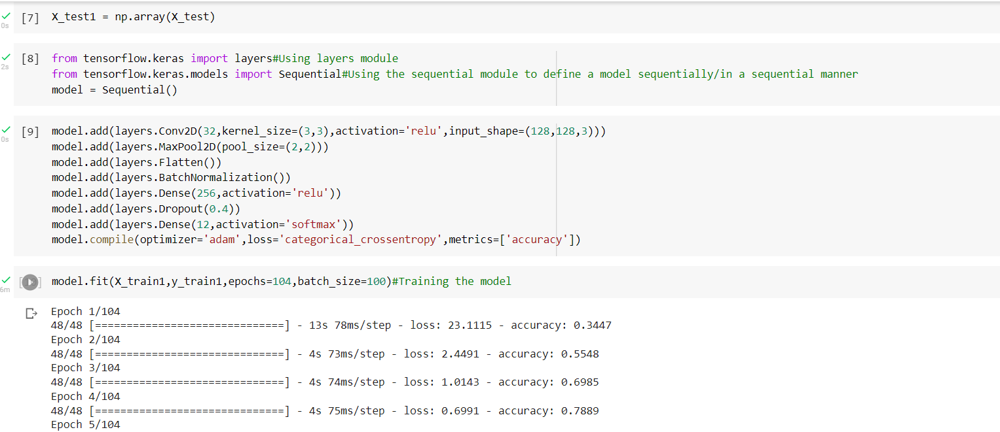 [7] X_test1 = np.array(X_test)
0s
[8] from tensorflow.keras import layers#Using layers module
2s
from tensorflow.keras.models import Sequential#Using the sequential module to define a model sequentially/in a sequential manner
model = Sequential()
[9] model.add(layers.Conv2D(32,kernel_size=(3,3),activation='relu',input_shape=(128,128,3)))
0s
model.add(layers.MaxPool2D(pool_size=(2,2)))
model.add(layers.Flatten())
model.add(layers.BatchNormalization())
model.add(layers.Dense(256,activation='relu'))
model.add(layers.Dropout(0.4))
model.add(layers.Dense(12,activation='softmax'))
model.compile(optimizer='adam',loss='categorical_crossentropy',metrics=['accuracy'])
[ ] model.fit(X_train1,y_train1,epochs=104,batch_size=100)#Training the model
6m
Epoch 1/104
48/48 [==============================] - 13s 78ms/step - loss: 23.1115 - accuracy: 0.3447
Epoch 2/104
48/48 [==============================] - 4s 73ms/step - loss: 2.4491 - accuracy: 0.5548
Epoch 3/104
48/48 [==============================] - 4s 74ms/step - loss: 1.0143 - accuracy: 0.6985
Epoch 4/104
48/48 [==============================] - 4s 75ms/step - loss: 0.6991 - accuracy: 0.7889
Epoch 5/104